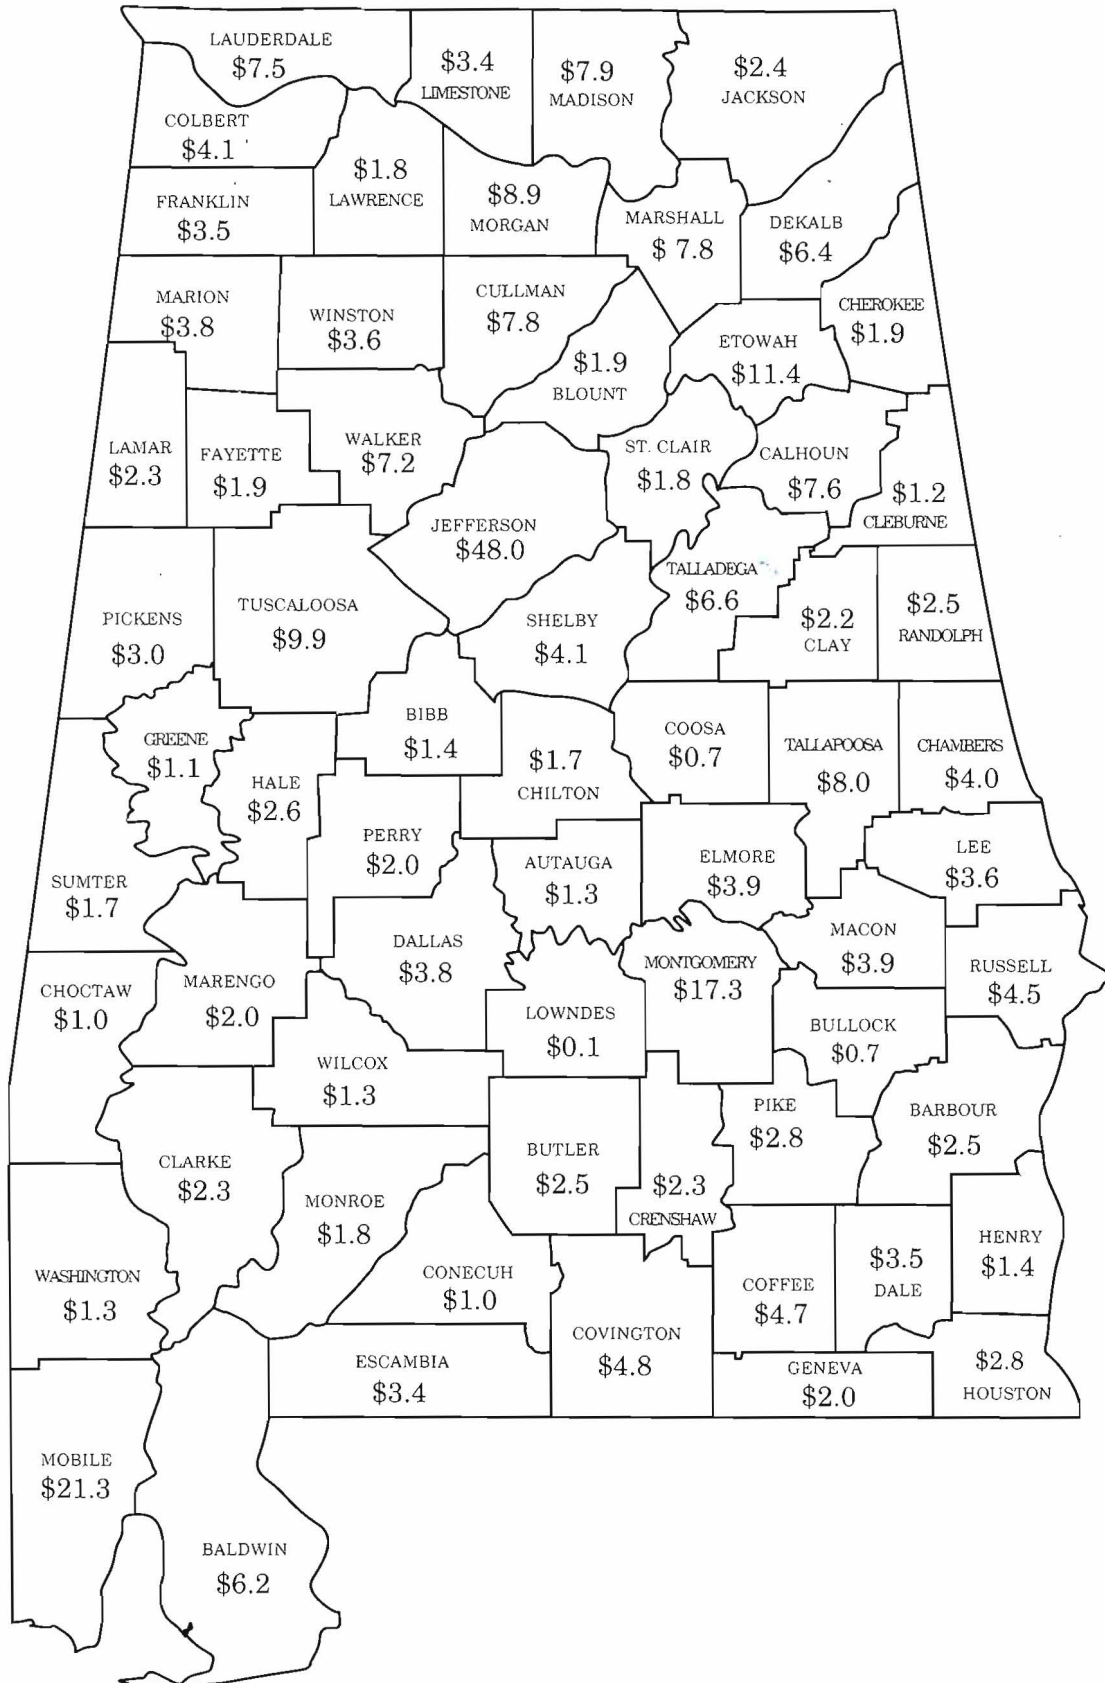 LAUDERDALE
$7.5
$3.4
LIMESTONE
$7.9
MADISON
$2.4
JACKSON
COLBERT
$4.1
$1.8
LAWRENCE
FRANKLIN
$3.5
$8.9
MORGAN
MARSHALL
$ 7.8
DEKALB
$6.4
MARION
$3.8
WINSTON
$3.6
CULLMAN
$7.8
CHEROKEE
$1.9
$1.9
BLOUNT
ETOWAH
$11.4
LAMAR
$2.3
FAYETTE
$1.9
WALKER
$7.2
ST. CLAIR
$1.8
CALHOUN
$7.6
$1.2
CLEBURNE
JEFFERSON
$48.0
TALLADEGA
$6.6
PICKENS
$3.0
TUSCALOOSA
$9.9
SHELBY
$4.1
$2.2
CLAY
$2.5
RANDOLPH
GREENE
$1.1
BIBB
$1.4
COOSA
$0.7
TALLAPOOSA
$8.0
CHAMBERS
$4.0
HALE
$2.6
$1.7
CHILTON
PERRY
$2.0
AUTAUGA
$1.3
ELMORE
$3.9
LEE
$3.6
SUMTER
$1.7
DALLAS
$3.8
MACON
$3.9
MONTGOMERY
$17.3
RUSSELL
$4.5
CHOCTAW
$1.0
MARENGO
$2.0
LOWNDES
$0.1
BULLOCK
$0.7
WILCOX
$1.3
PIKE
$2.8
BARBOUR
$2.5
CLARKE
$2.3
BUTLER
$2.5
$2.3
CRENSHAW
MONROE
$1.8
HENRY
$1.4
WASHINGTON
$1.3
CONECUH
$1.0
COFFEE
$4.7
$3.5
DALE
COVINGTON
$4.8
ESCAMBIA
$3.4
GENEVA
$2.0
$2.8
HOUSTON
MOBILE
$21.3
BALDWIN
$6.2